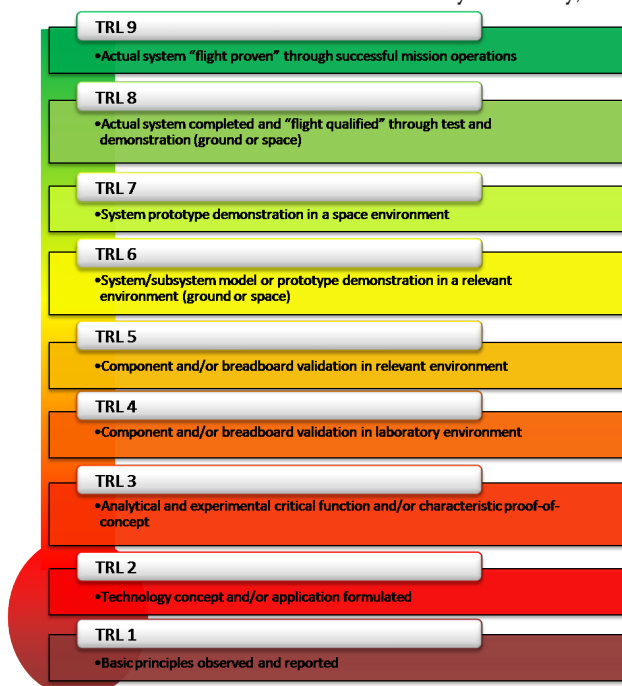 TRL 9
•Actual system “flight proven” through successful mission operations
TRL 8
•Actual system completed and “flight qualified” through test and
demonstration (ground or space)
TRL 7
•System prototype demonstration in a space environment
TRL 6
•System/subsystem model or prototype demonstration in a relevant
environment (ground or space)
TRL 5
•Component and/or breadboard validation in relevant environment
TRL 4
•Component and/or breadboard validation in laboratory environment
TRL 3
•Analytical and experimental critical function and/or characteristic proof-of-
concept
TRL 2
•Technology concept and/or application formulated
TRL 1
•Basic principles observed and reported